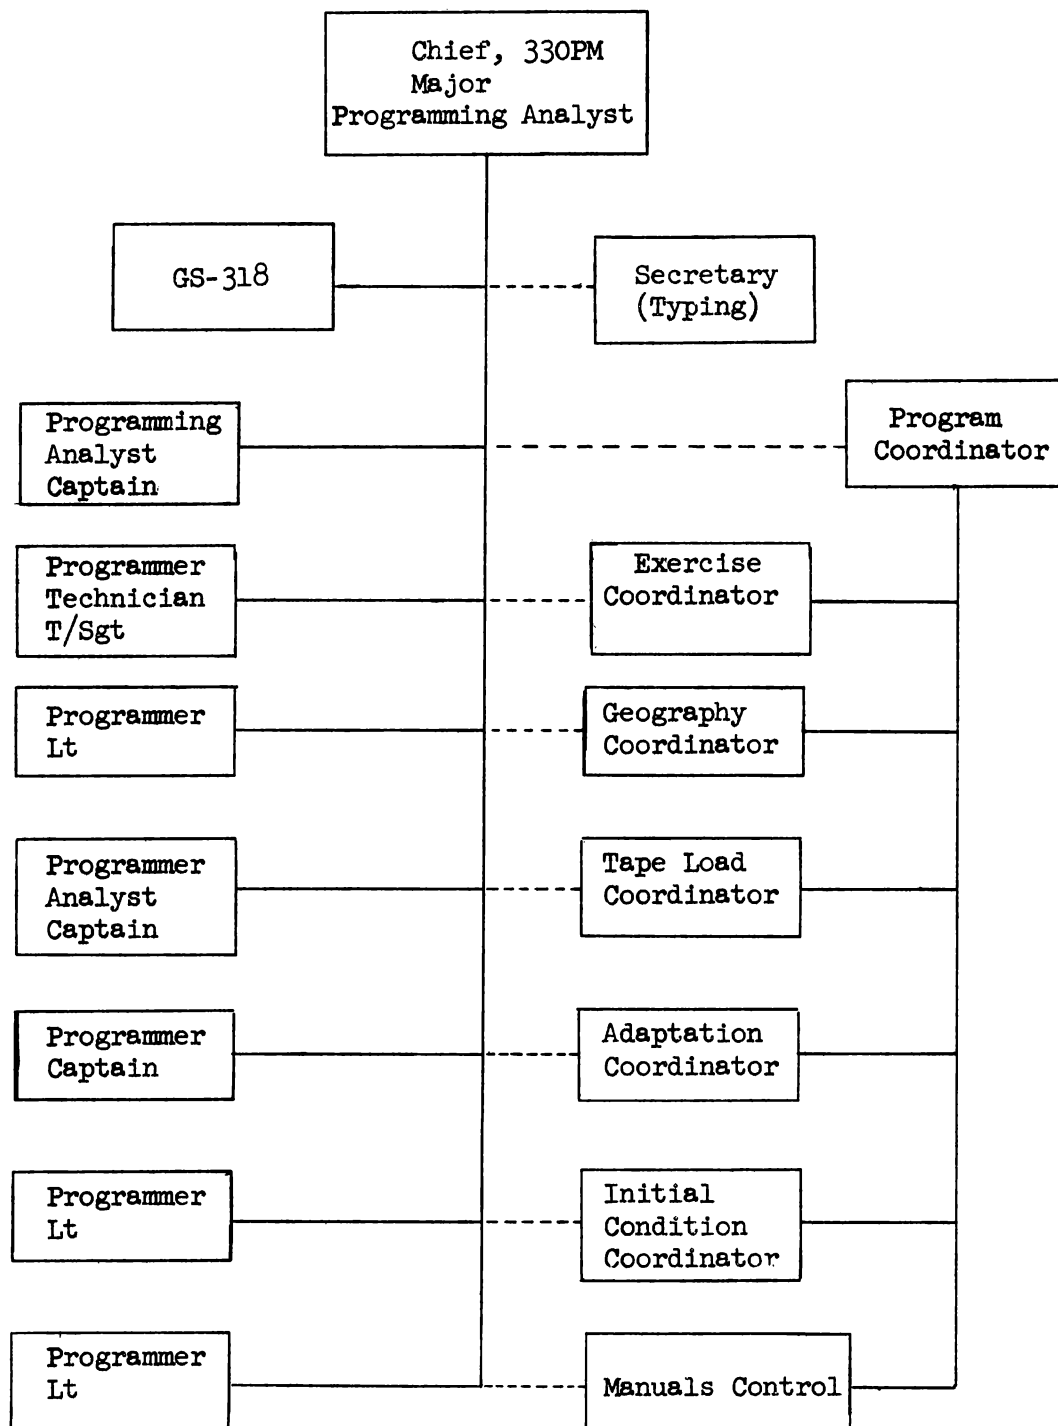 Chief, 330PM
Major
Programming Analyst
GS-318
Secretary
(Typing)
Programming
Analyst
Captain
Program
Coordinator
Programmer
Technician
T/Sgt
Exercise
Coordinator
Programmer
Lt
Geography
Coordinator
Programmer
Analyst
Captain
Tape Load
Coordinator
Programmer
Captain
Adaptation
Coordinator
Programmer
Lt
Initial
Condition
Coordinator
Programmer
Lt
Manuals Control